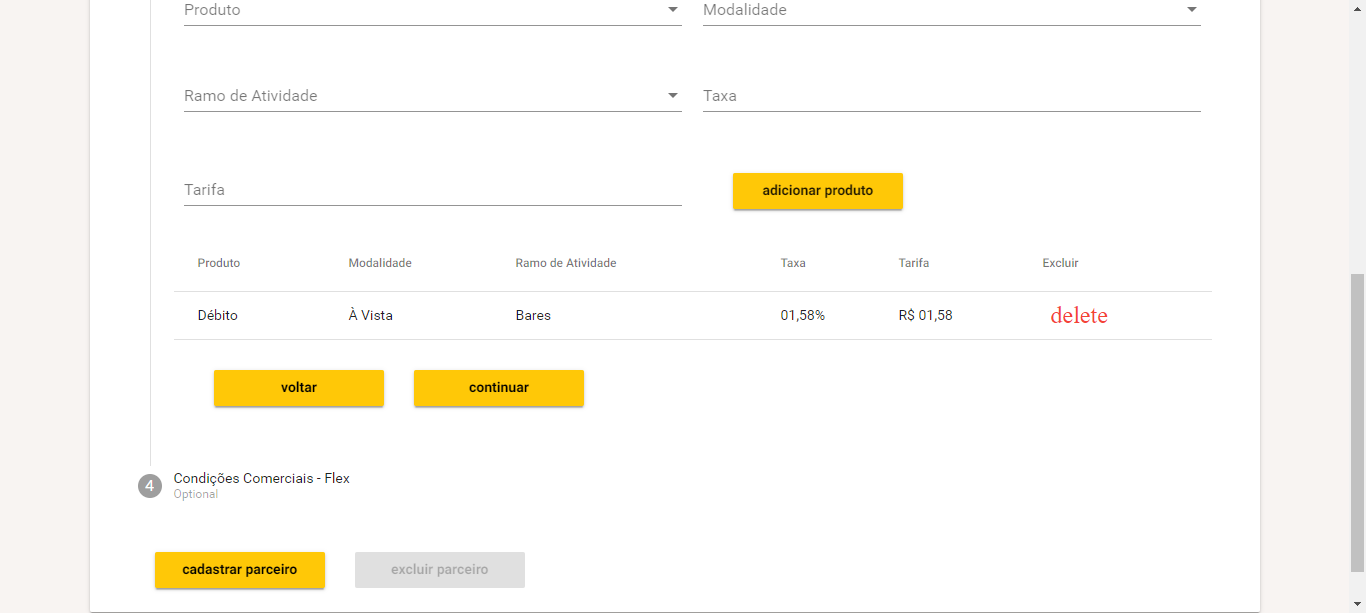 Produto Modalidade
Ramo de Atividade Taxa
Tarifa adicionar produto
Produto Modalidade Ramo de Atividade Taxa Tarifa Excluir
Débito À Vista Bares 01,58% R$ 01,58 delete
voltar continuar
4 Condições Comerciais - Flex
Optional
cadastrar parceiro excluir parceiro